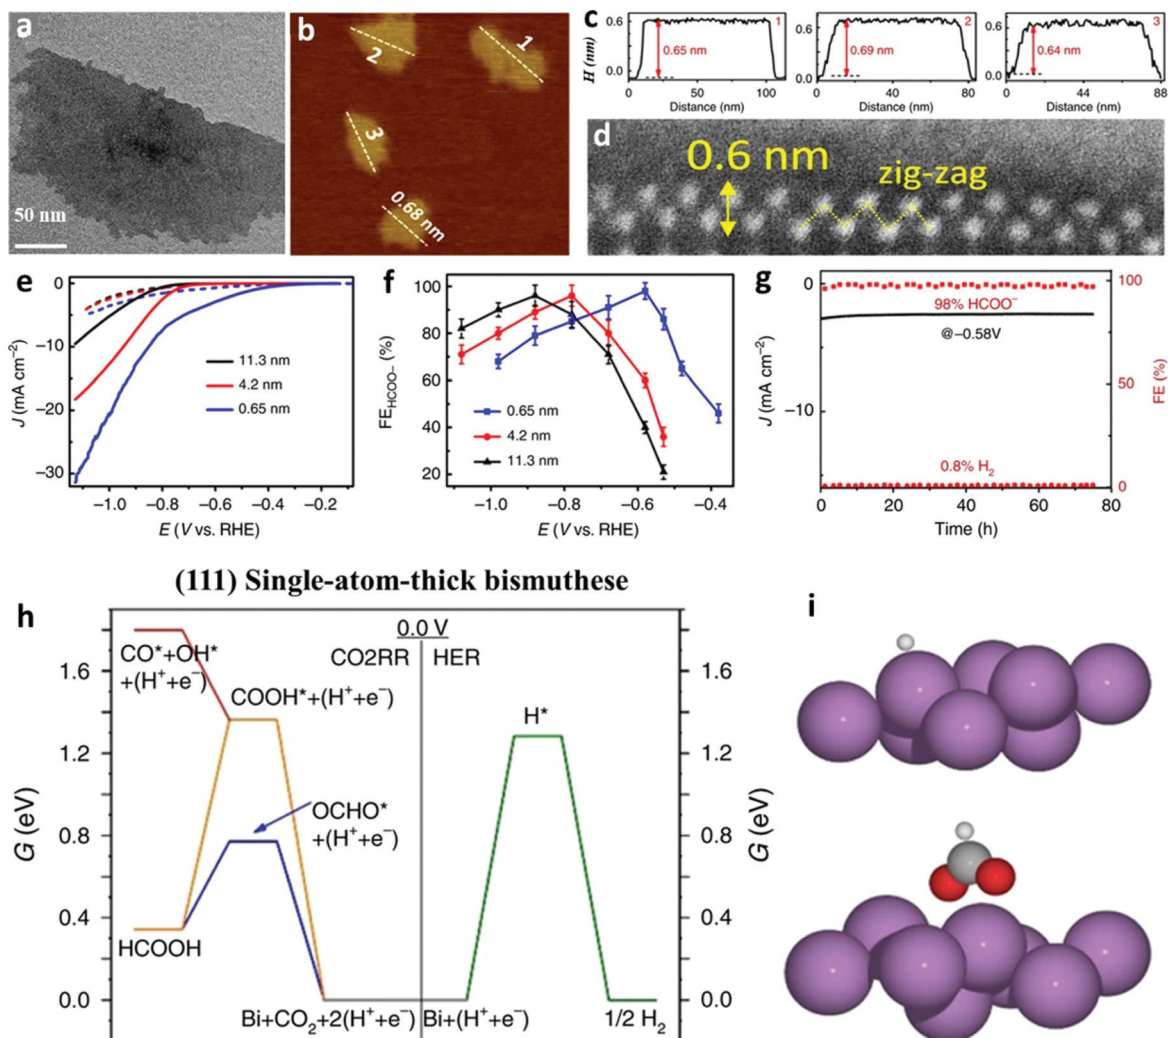 a
50 nm
b
1
2
3
0.68 nm
c
H (nm)
0.6
0.0
0.65 nm
1
0 50 100
Distance (nm)
0.6
0.0
0.69 nm
2
0 40 80
Distance (nm)
0.6
0.0
0.64 nm
3
0 44 88
Distance (nm)
d
0.6 nm
zig-zag
e
0
−10
−20
−30
J (mA cm−2)
11.3 nm
4.2 nm
0.65 nm
−1.0 −0.8 −0.6 −0.4 −0.2
E (V vs. RHE)
f
100
80
60
40
20
FEHCOO− (%)
0.65 nm
4.2 nm
11.3 nm
−1.0 −0.8 −0.6 −0.4
E (V vs. RHE)
g
0
−10
J (mA cm−2)
98% HCOO−
@−0.58V
0.8% H2
100
50
0
FE (%)
0 20 40 60 80
Time (h)
(111) Single-atom-thick bismuthese
h
1.6
1.2
0.8
0.4
0.0
G (eV)
0.0 V
CO2RR HER
CO*+OH*
+(H++e−)
COOH*+(H++e−)
H*
OCHO*
+(H++e−)
HCOOH
Bi+CO2+2(H++e−)
Bi+(H++e−)
1/2 H2
1.6
1.2
0.8
0.4
0.0
G (eV)
i